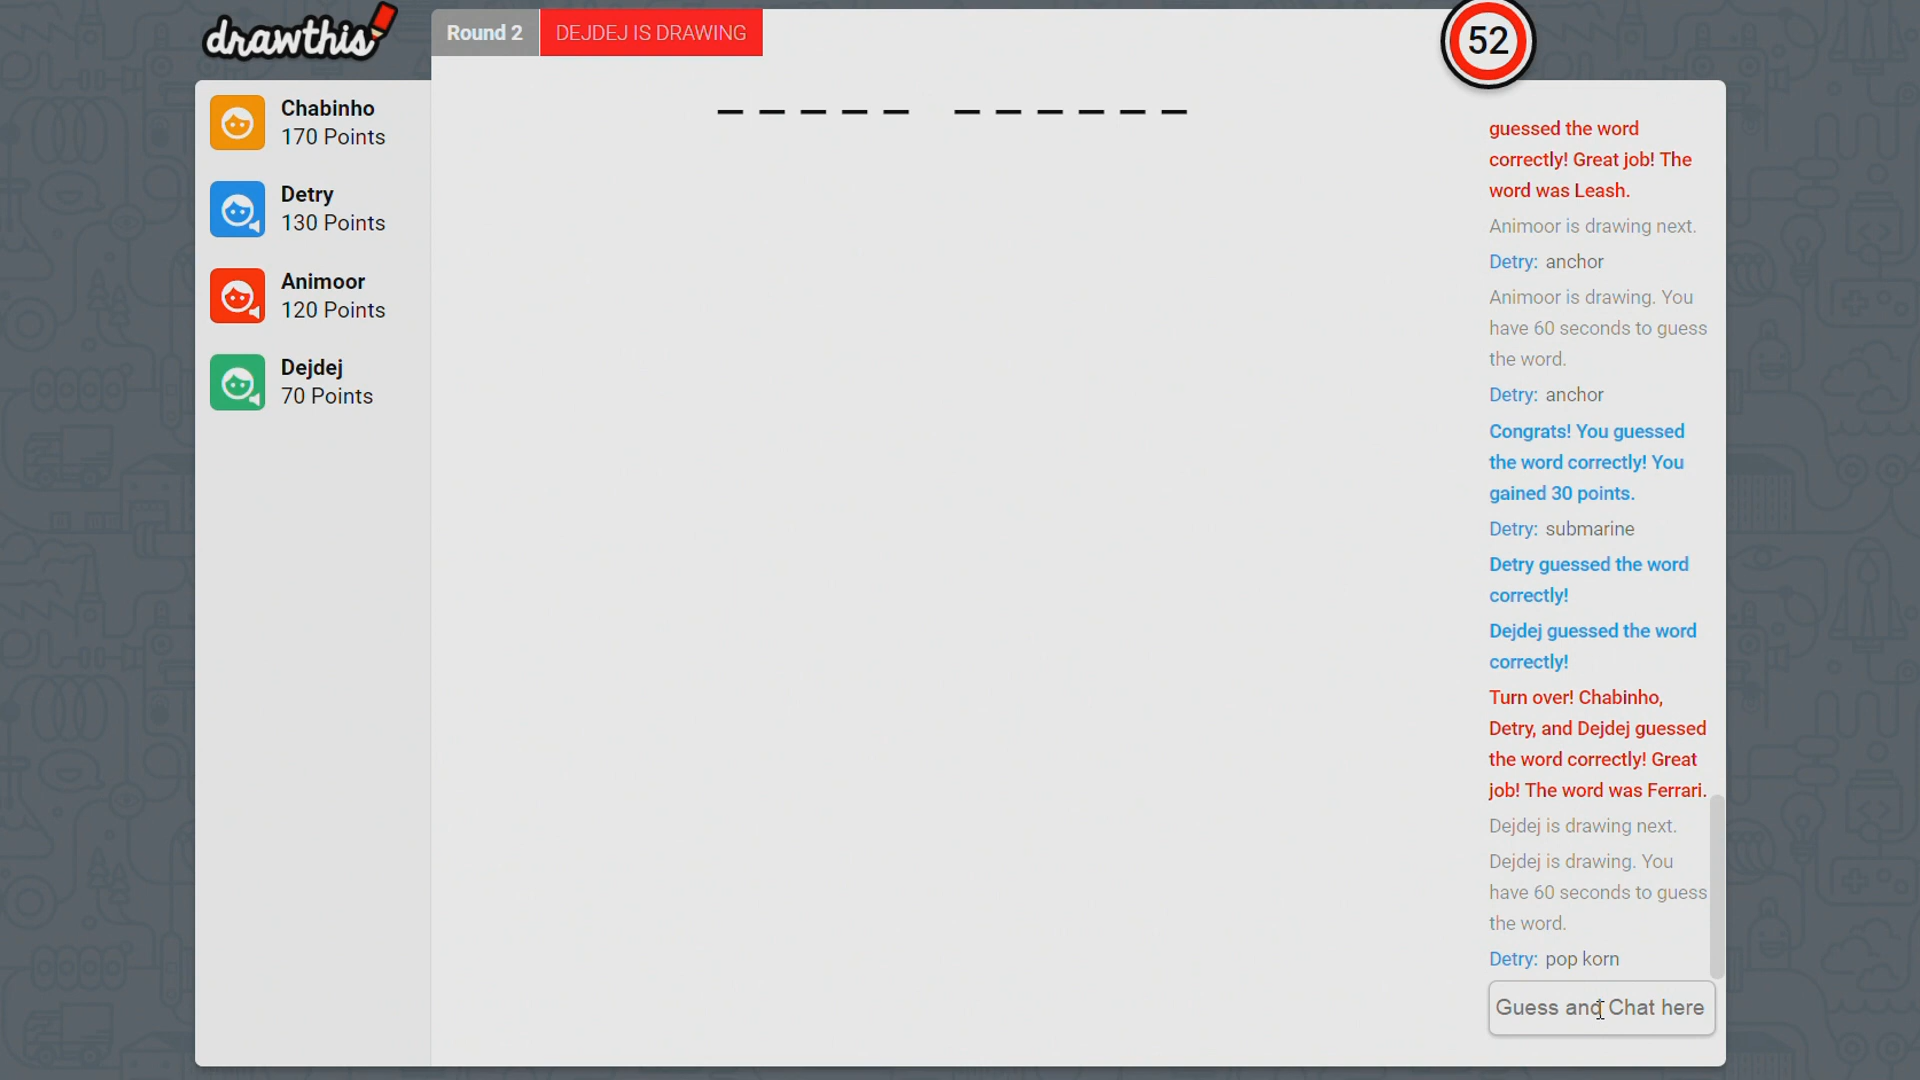 drawthis
Round 2
DEJDEJ IS DRAWING
52
Chabinho
170 Points
Detry
130 Points
Animoor
120 Points
Dejdej
70 Points
guessed the word
correctly! Great job! The
word was Leash.
Animoor is drawing next.
Detry: anchor
Animoor is drawing. You
have 60 seconds to guess
the word.
Detry: anchor
Congrats! You guessed
the word correctly! You
gained 30 points.
Detry: submarine
Detry guessed the word
correctly!
Dejdej guessed the word
correctly!
Turn over! Chabinho,
Detry, and Dejdej guessed
the word correctly! Great
job! The word was Ferrari.
Dejdej is drawing next.
Dejdej is drawing. You
have 60 seconds to guess
the word.
Detry: pop korn
Guess and Chat here